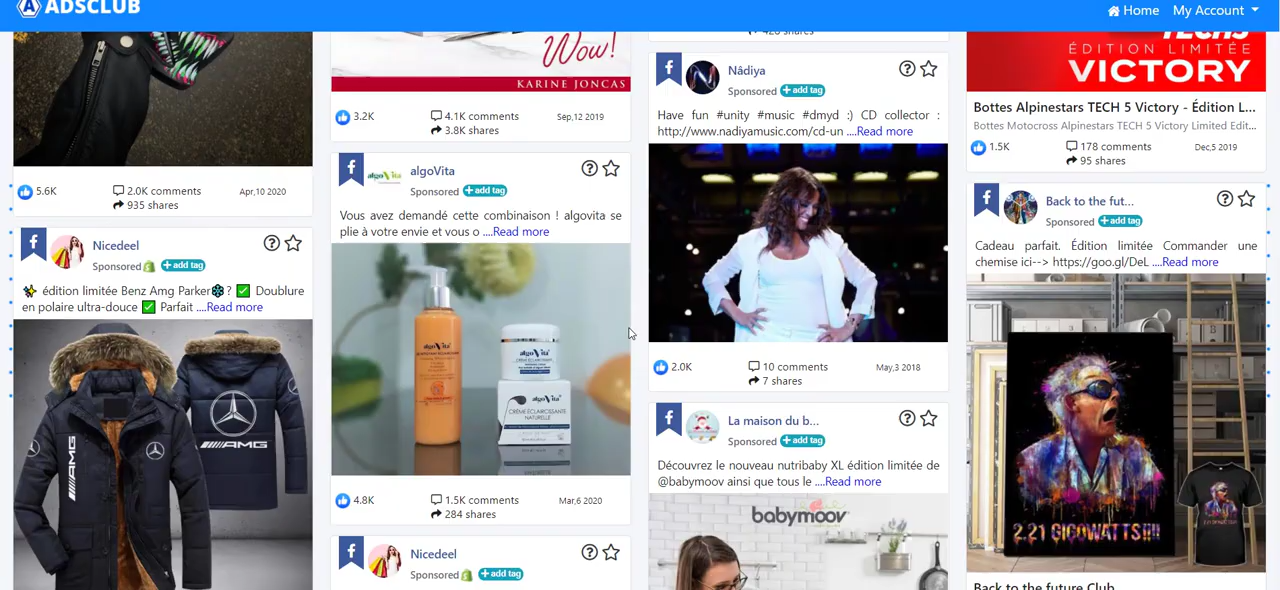 ADSCLUB
Home
My Account
5.6K
2.0K comments
935 shares
Apr,10 2020
Nicedeel
Sponsored
add tag
édition limitée Benz Amg Parker ? Doublure
en polaire ultra-douce Parfait ....Read more
AMG
AMG
Wow!
KARINE JONCAS
3.2K
4.1K comments
3.8K shares
Sep,12 2019
algoVita
algoVita
Sponsored
add tag
Vous avez demandé cette combinaison ! algovita se
plie à votre envie et vous o ....Read more
algoVita
algoVita
algoVita
CRÈME ÉCLAIRCISSANTE
NATURELLE
4.8K
1.5K comments
284 shares
Mar,6 2020
Nicedeel
Sponsored
add tag
Nâdiya
Sponsored
add tag
Have fun #unity #music #dmyd :) CD collector :
http://www.nadiyamusic.com/cd-un ....Read more
2.0K
10 comments
7 shares
May,3 2018
La maison du b...
Sponsored
add tag
Découvrez le nouveau nutribaby XL édition limitée de
@babymoov ainsi que tous le ....Read more
babymoov
ÉDITION LIMITÉE
VICTORY
Bottes Alpinestars TECH 5 Victory - Édition L...
Bottes Motocross Alpinestars TECH 5 Victory Limited Edit...
1.5K
178 comments
95 shares
Dec,5 2019
Back to the fut...
Sponsored
add tag
Cadeau parfait. Édition limitée Commander une
chemise ici--> https://goo.gl/DeL ....Read more
2.21 GIGOWATTS!!!!
Back to the future Club